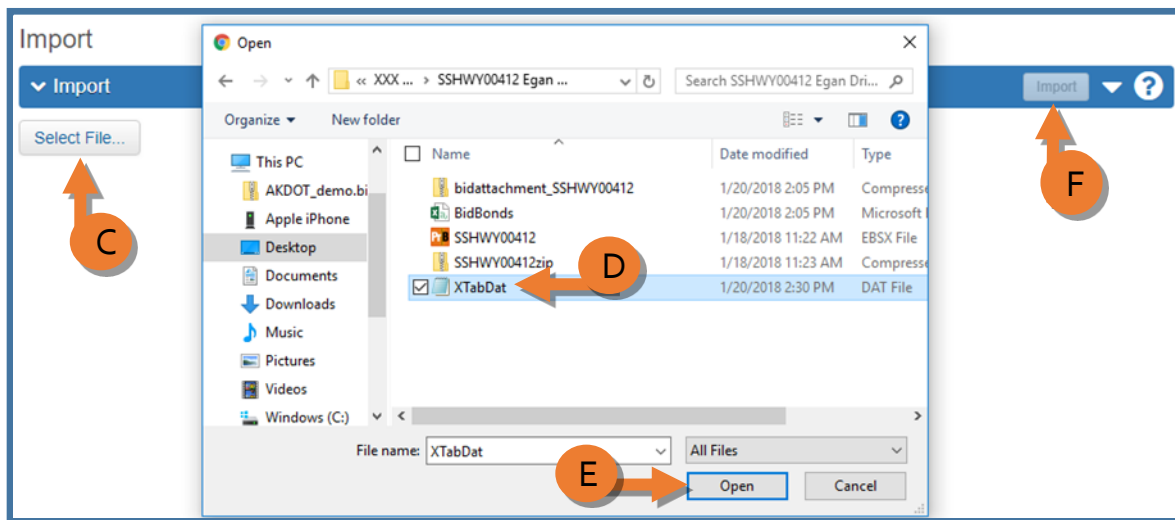 Import
Open
Import
« XXX ... > SSHWY00412 Egan ...
Search SSHWY00412 Egan Dri...
Import
?
Select File...
Organize
New folder
?
This PC
Name
Date modified
Type
AKDOT_demo.bi
bidattachment_SSHWY00412
1/20/2018 2:05 PM
Compresse
Apple iPhone
BidBonds
1/20/2018 2:05 PM
Microsoft
F
C
Desktop
SSHWY00412
1/18/2018 11:22 AM
EBSX File
Documents
SSHWY00412zip
D
1/18/2018 11:23 AM
Compresse
Downloads
XTabDat
1/20/2018 2:30 PM
DAT File
Music
Pictures
Videos
Windows (C:)
File name:
XTabDat
All Files
E
Open
Cancel